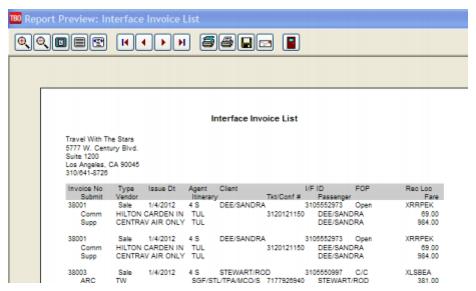 TBO Report Preview: Interface Invoice List
Interface Invoice List
Travel With The Stars
5777 W. Century Blvd.
Suite 1200
Los Angeles, CA 90045
310/641-8726
Invoice No Type Issue Dt Agent Client I/F ID FOP Rec Loc
Submit Vendor Itinerary Tkt/Conf # Passenger Fare
38001 Sale 1/4/2012 4 S DEE/SANDRA 3105552973 Open XRRPEK
Comm HILTON GARDEN IN TUL 3120121150 DEE/SANDRA 69.00
Supp CENTRAV AIR ONLY TUL DEE/SANDRA 984.00
38001 Sale 1/4/2012 4 S DEE/SANDRA 3105552973 Open XRRPEK
Comm HILTON GARDEN IN TUL 3120121150 DEE/SANDRA 69.00
Supp CENTRAV AIR ONLY TUL DEE/SANDRA 984.00
38003 Sale 1/4/2012 4 S STEWART/ROD 3105550997 C/C XLSBEA
ARC TW SGF/STL/TPA/MCO/S 7177926940 STEWART/ROD 381.00